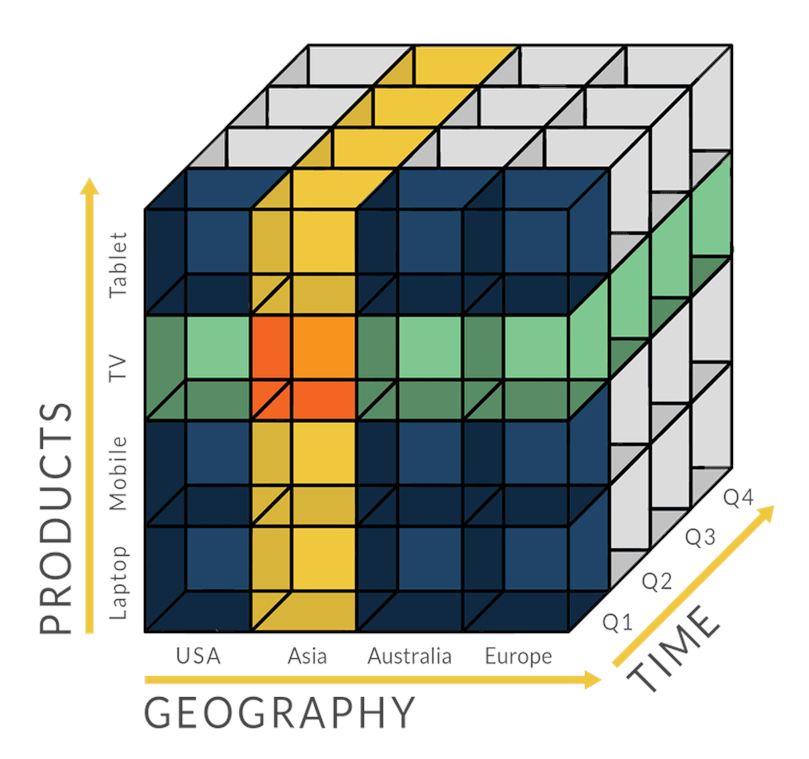 PRODUCTS
Tablet
TV
Mobile
Laptop
USA Asia Australia Europe
GEOGRAPHY
Q1
Q2
Q3
Q4
TIME